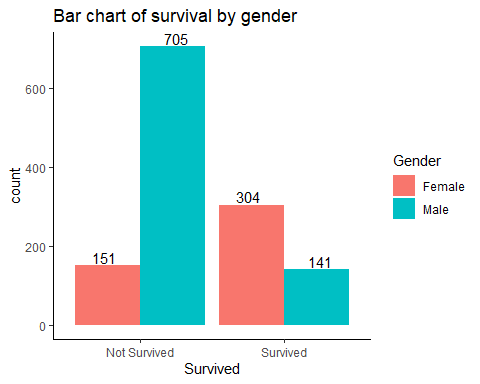 Bar chart of survival by gender
705
304
151
141
600
400
200
0
count
Not Survived
Survived
Survived
Gender
Female
Male